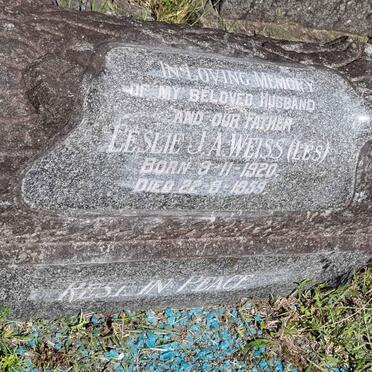 IN LOVING MEMORY
OF MY BELOVED HUSBAND
AND OUR FATHER
LESLIE J.A. WEISS (LES)
BORN 9-11-1920.
DIED 22-8-1959
REST IN PEACE